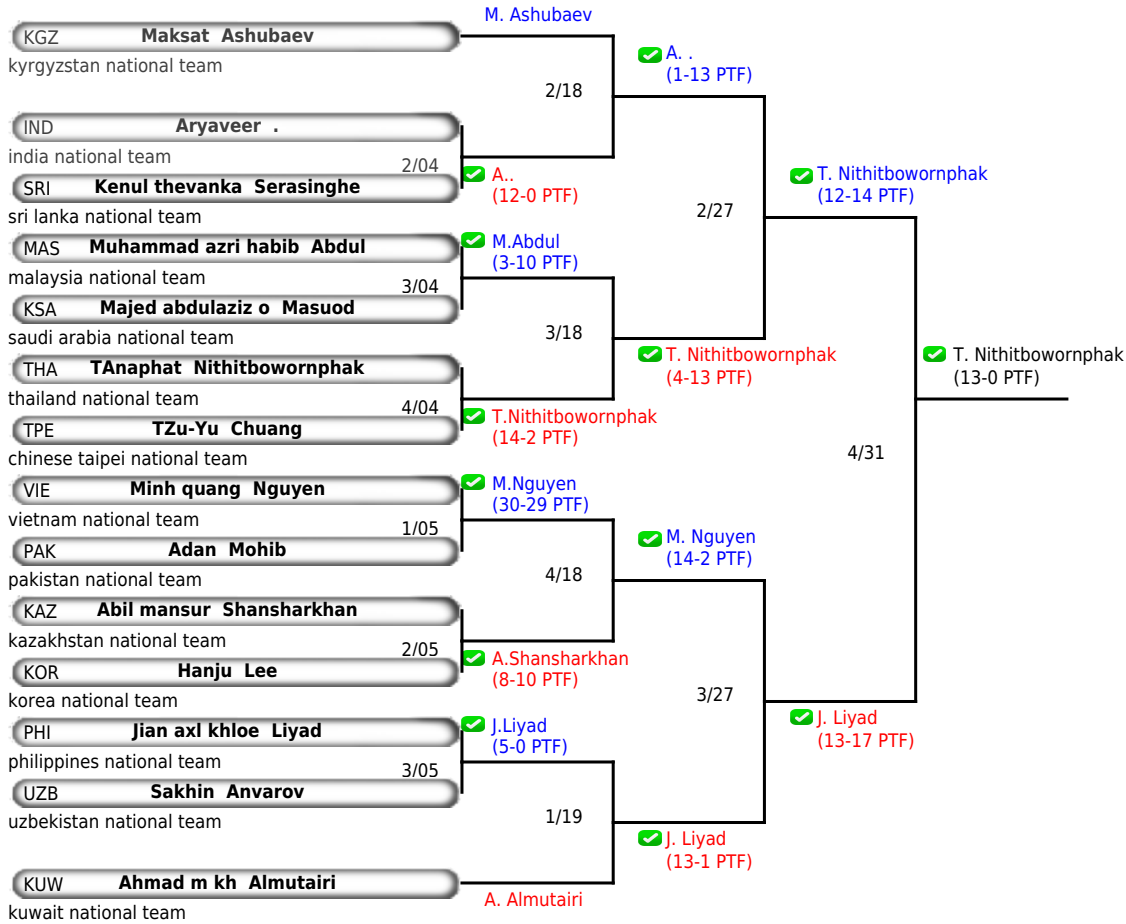 M. Ashubaev
KGZ Maksat Ashubaev
kyrgyzstan national team
A. .
(1-13 PTF)
2/18
IND Aryaveer .
india national team
2/04
A..
(12-0 PTF)
SRI Kenul thevanka Serasinghe
sri lanka national team
T. Nithitbowornphak
(12-14 PTF)
2/27
MAS Muhammad azri habib Abdul
malaysia national team
M.Abdul
(3-10 PTF)
3/04
KSA Majed abdulaziz o Masuod
saudi arabia national team
3/18
T. Nithitbowornphak
(4-13 PTF)
T. Nithitbowornphak
(13-0 PTF)
THA TAnaphat Nithitbowornphak
thailand national team
4/04
T.Nithitbowornphak
(14-2 PTF)
TPE TZu-Yu Chuang
chinese taipei national team
4/31
VIE Minh quang Nguyen
vietnam national team
M.Nguyen
(30-29 PTF)
1/05
PAK Adan Mohib
pakistan national team
M. Nguyen
(14-2 PTF)
4/18
KAZ Abil mansur Shansharkhan
kazakhstan national team
2/05
A.Shansharkhan
(8-10 PTF)
KOR Hanju Lee
korea national team
3/27
J. Liyad
(13-17 PTF)
PHI Jian axl khloe Liyad
philippines national team
J.Liyad
(5-0 PTF)
3/05
UZB Sakhin Anvarov
uzbekistan national team
1/19
J. Liyad
(13-1 PTF)
KUW Ahmad m kh Almutairi
kuwait national team
A. Almutairi